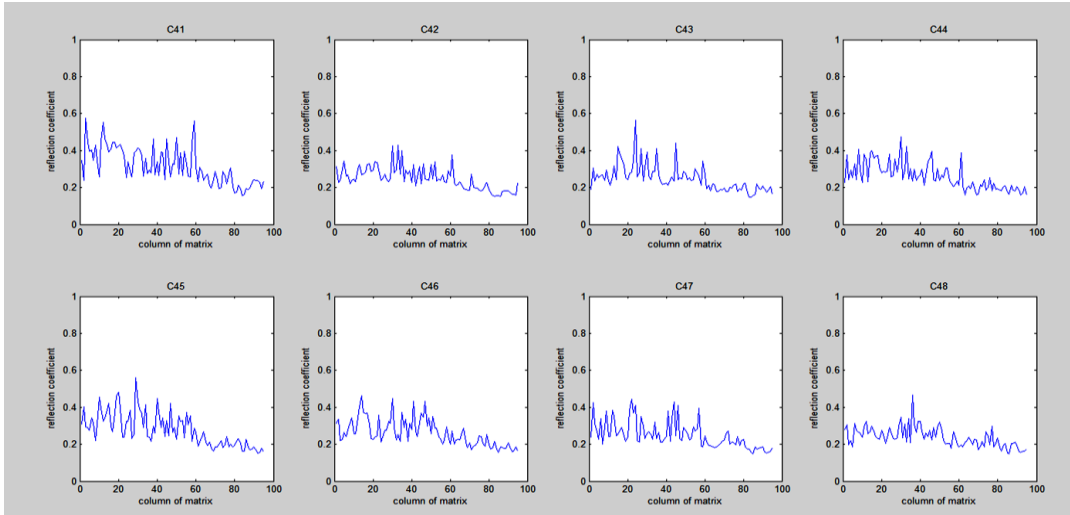 C41 C42 C43 C44
1 1 1 1
0.8 0.8 0.8 0.8
0.6 0.6 0.6 0.6
0.4 0.4 0.4 0.4
0.2 0.2 0.2 0.2
0 0 0 0
reflection coefficient reflection coefficient reflection coefficient reflection coefficient
0 20 40 60 80 100 0 20 40 60 80 100 0 20 40 60 80 100 0 20 40 60 80 100
column of matrix column of matrix column of matrix column of matrix
C45 C46 C47 C48
1 1 1 1
0.8 0.8 0.8 0.8
0.6 0.6 0.6 0.6
0.4 0.4 0.4 0.4
0.2 0.2 0.2 0.2
0 0 0 0
reflection coefficient reflection coefficient reflection coefficient reflection coefficient
0 20 40 60 80 100 0 20 40 60 80 100 0 20 40 60 80 100 0 20 40 60 80 100
column of matrix column of matrix column of matrix column of matrix